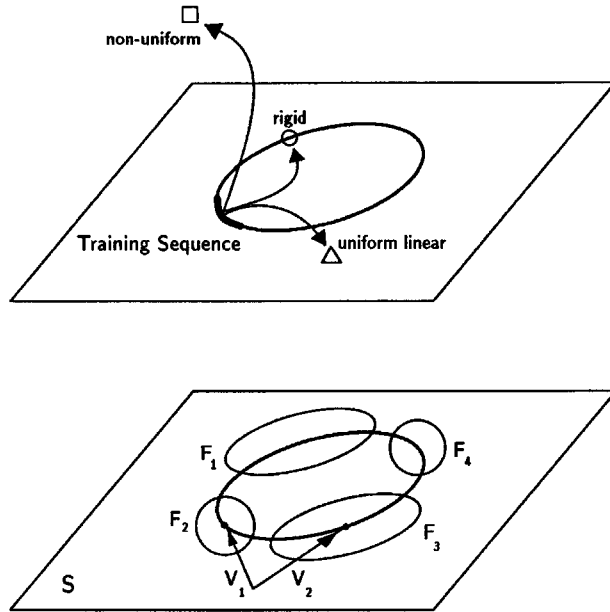 non-uniform
rigid
Training Sequence
uniform linear
F1
F4
F2
F3
S
V1
V2